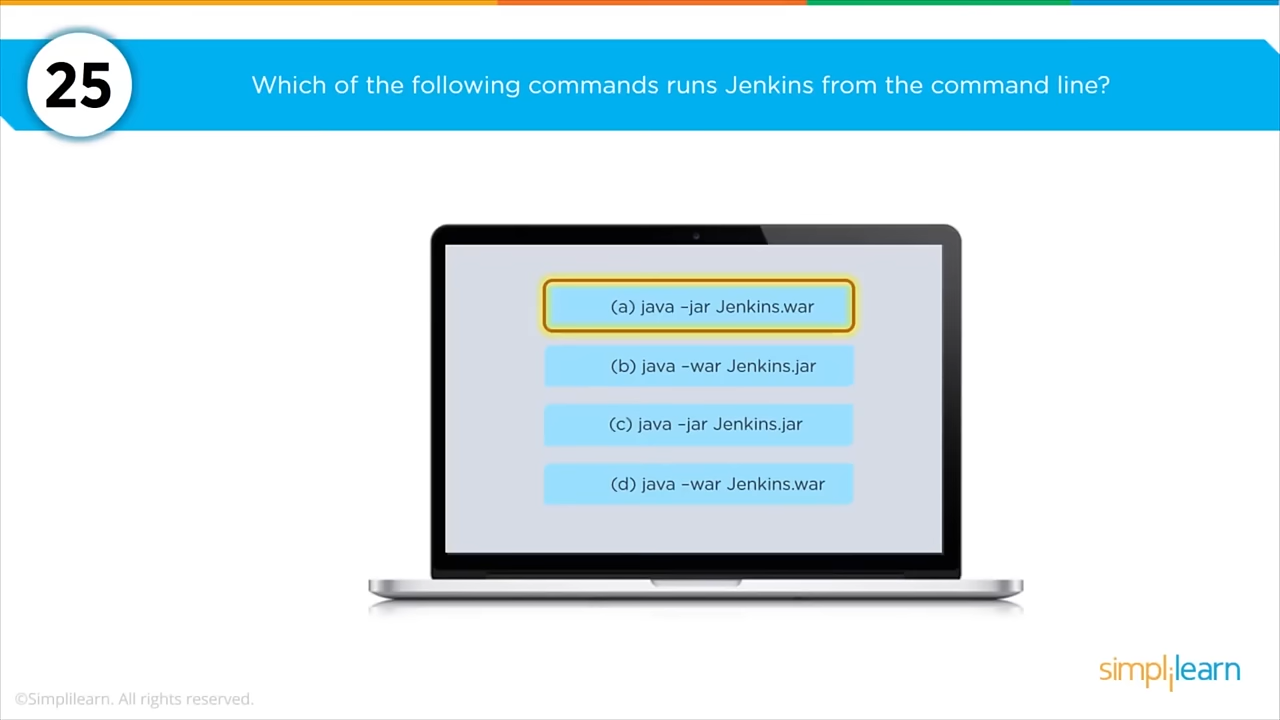 25
Which of the following commands runs Jenkins from the command line?
(a) java –jar Jenkins.war
(b) java –war Jenkins.jar
(c) java –jar Jenkins.jar
(d) java –war Jenkins.war
simplilearn
©Simplilearn. All rights reserved.